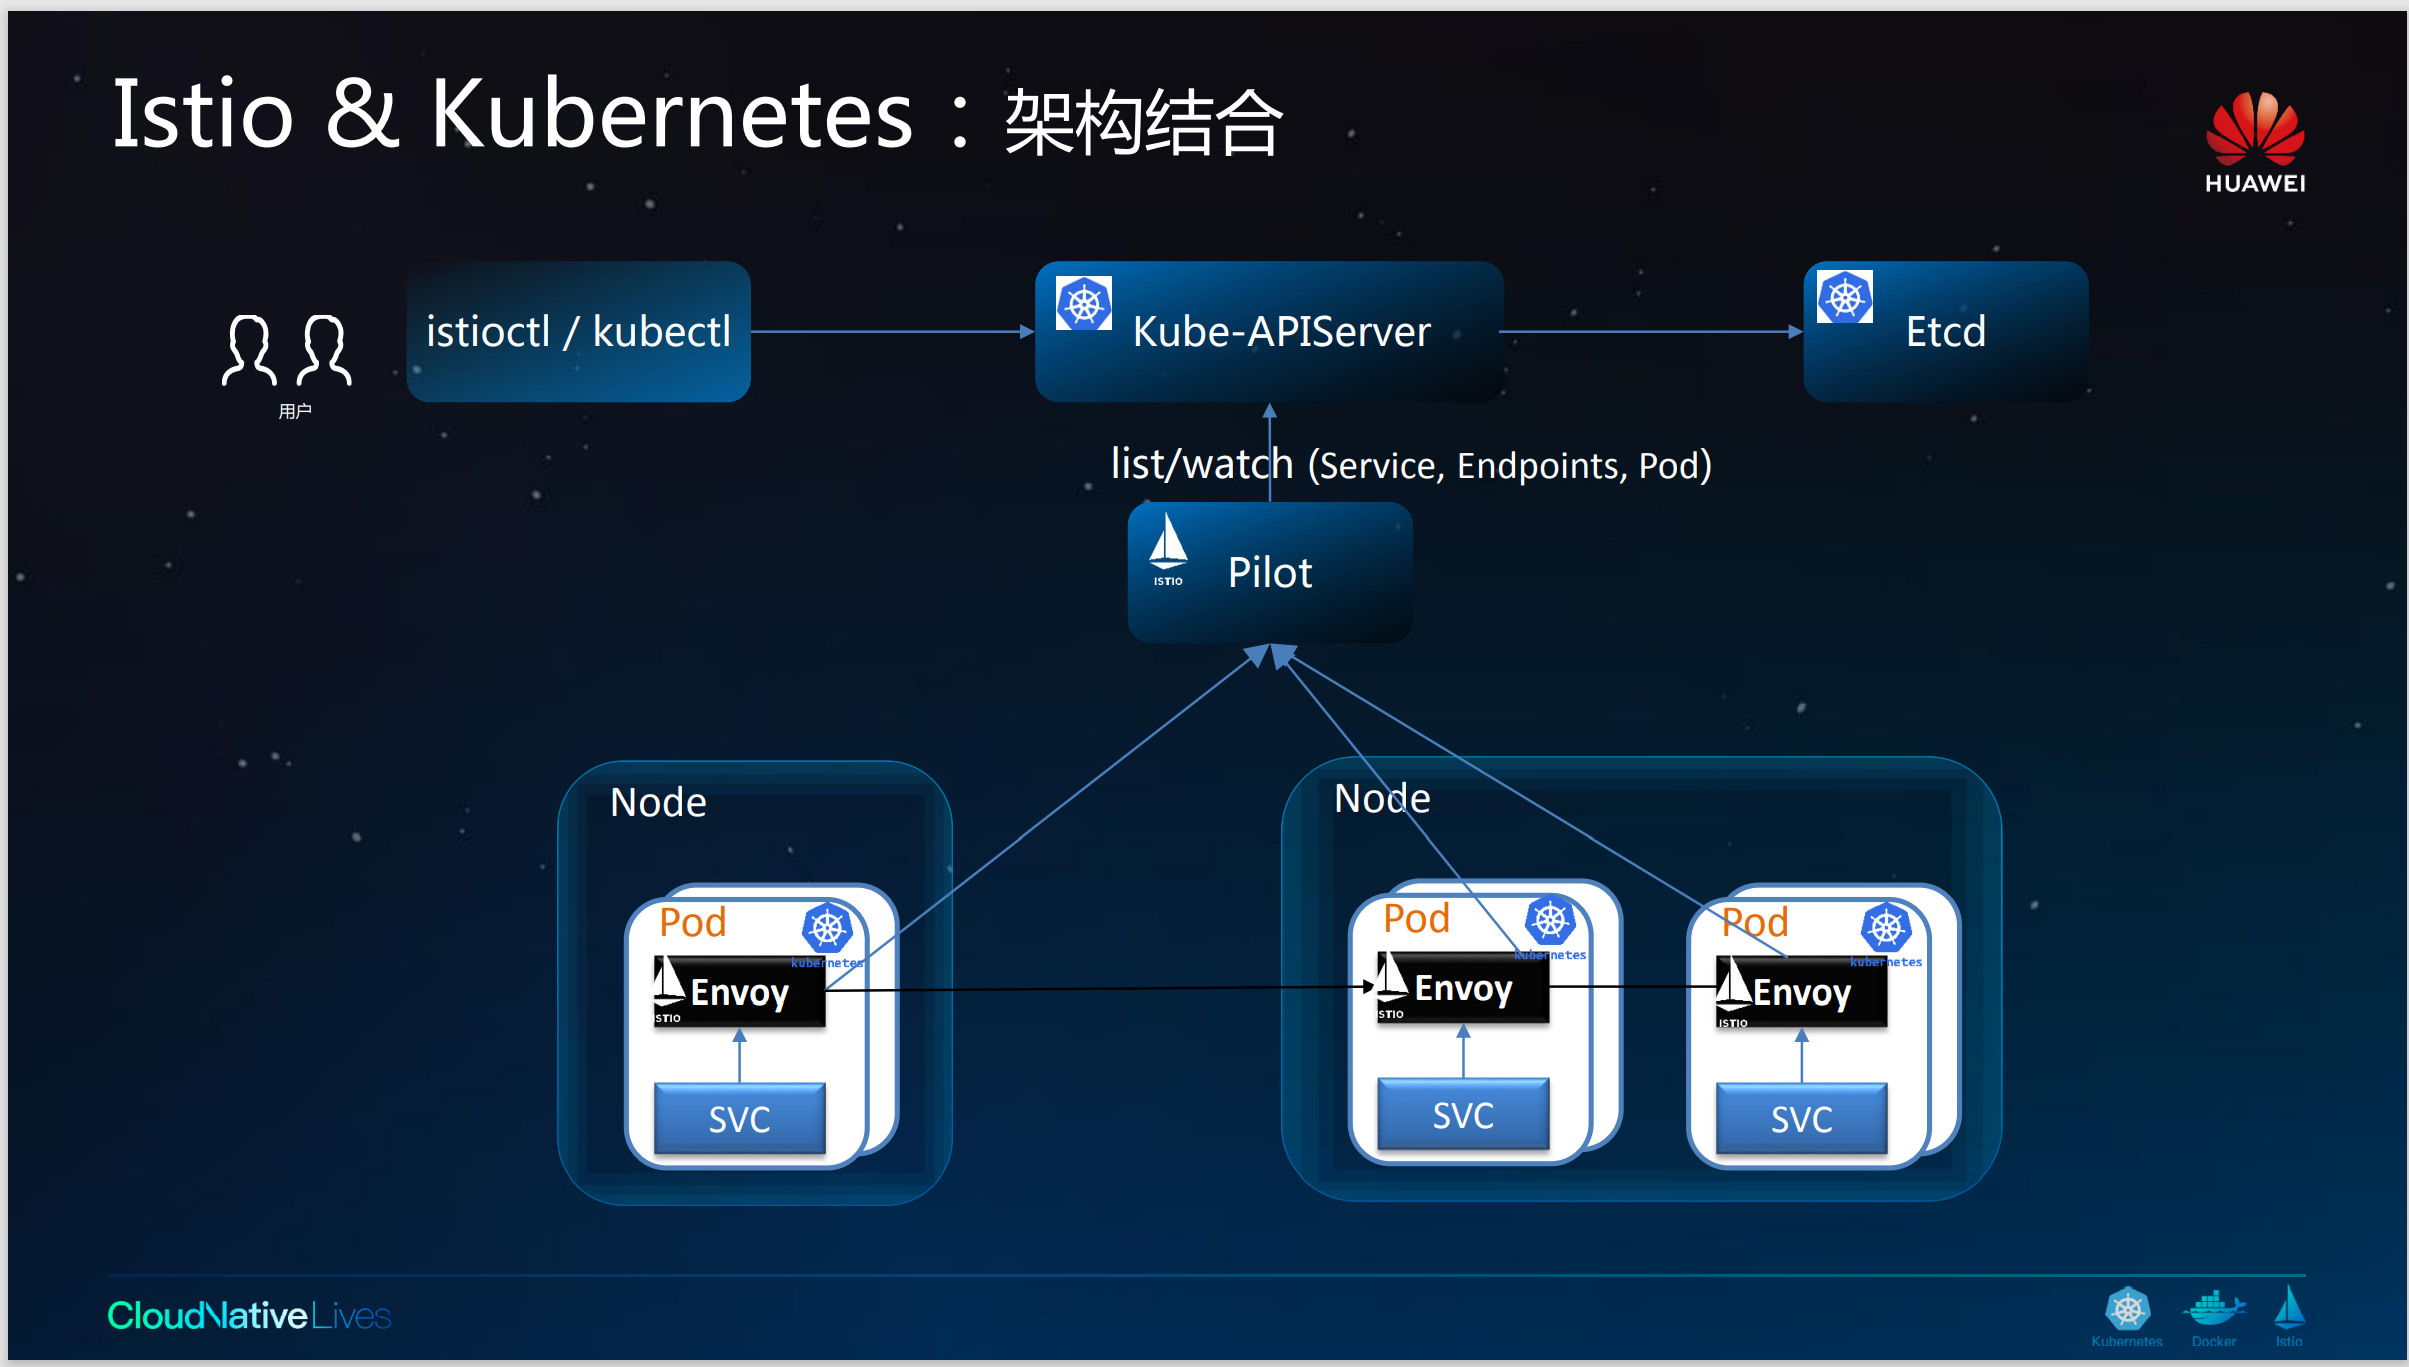 Istio & Kubernetes：架构结合
HUAWEI
用户
istioctl / kubectl
Kube-APIServer
Etcd
list/watch (Service, Endpoints, Pod)
ISTIO
Pilot
Node
Pod
kubernetes
ISTIO
Envoy
SVC
Node
Pod
kubernetes
ISTIO
Envoy
SVC
Pod
kubernetes
ISTIO
Envoy
SVC
CloudNative Lives
Kubernetes
Docker
Istio